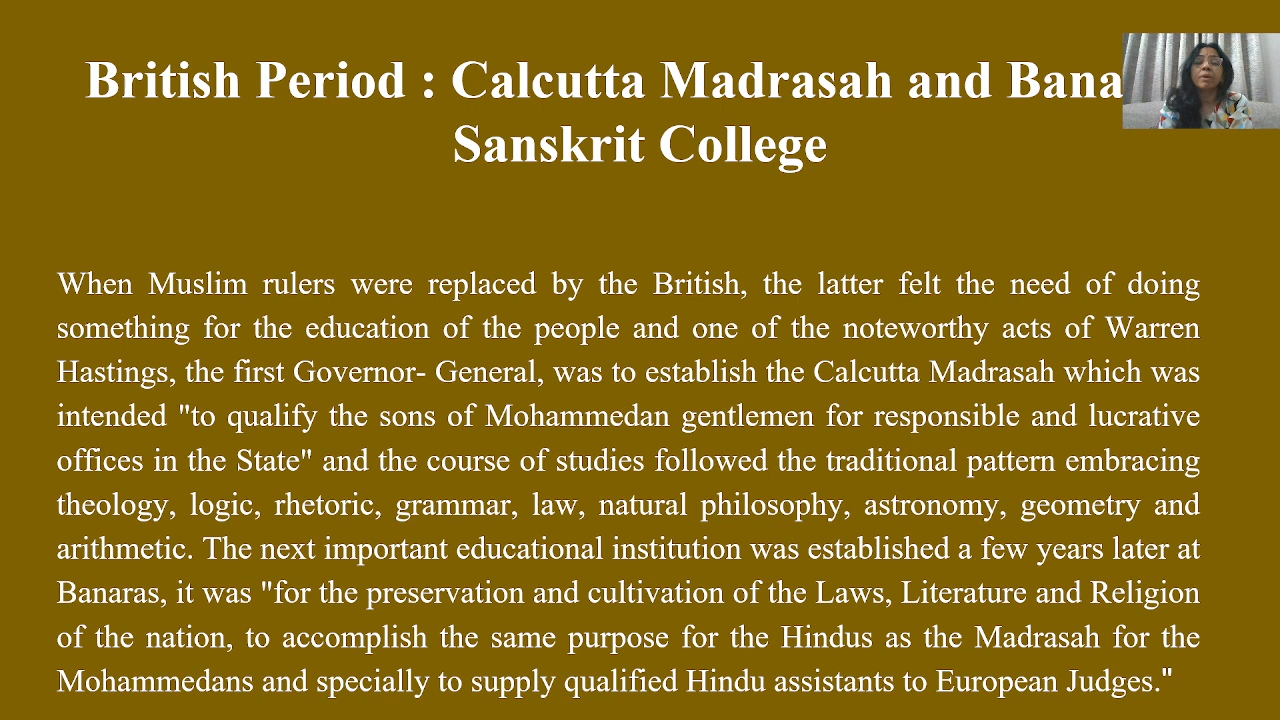 British Period : Calcutta Madrasah and Bana
Sanskrit College
When Muslim rulers were replaced by the British, the latter felt the need of doing
something for the education of the people and one of the noteworthy acts of Warren
Hastings, the first Governor- General, was to establish the Calcutta Madrasah which was
intended "to qualify the sons of Mohammedan gentlemen for responsible and lucrative
offices in the State" and the course of studies followed the traditional pattern embracing
theology, logic, rhetoric, grammar, law, natural philosophy, astronomy, geometry and
arithmetic. The next important educational institution was established a few years later at
Banaras, it was "for the preservation and cultivation of the Laws, Literature and Religion
of the nation, to accomplish the same purpose for the Hindus as the Madrasah for the
Mohammedans and specially to supply qualified Hindu assistants to European Judges."